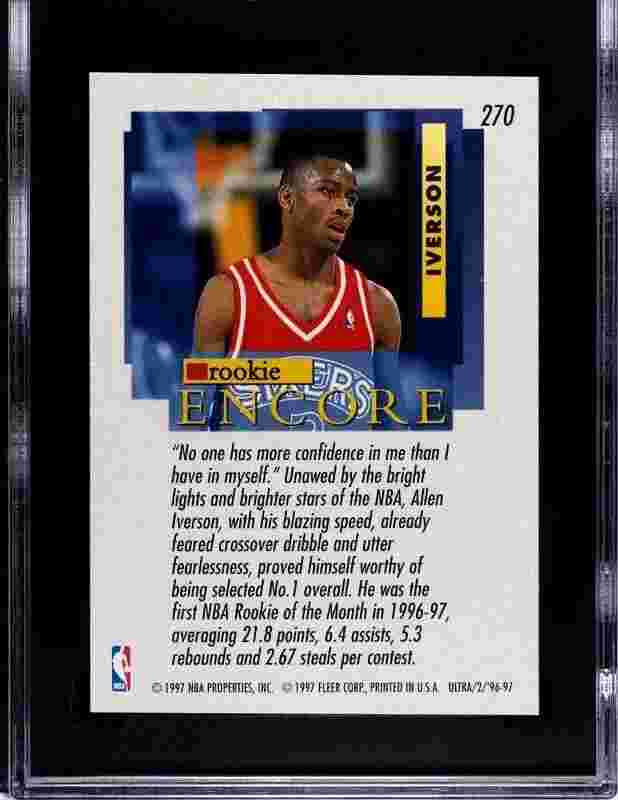 270
IVERSON
rookie
SIXERS
ENCORE
"No one has more confidence in me than I
have in myself." Unawed by the bright
lights and brighter stars of the NBA, Allen
Iverson, with his blazing speed, already
feared crossover dribble and utter
fearlessness, proved himself worthy of
being selected No.1 overall. He was the
first NBA Rookie of the Month in 1996-97,
averaging 21.8 points, 6.4 assists, 5.3
rebounds and 2.67 steals per contest.
© 1997 NBA PROPERTIES, INC. © 1997 FLEER CORP., PRINTED IN U.S.A. ULTRA/2/'96-97